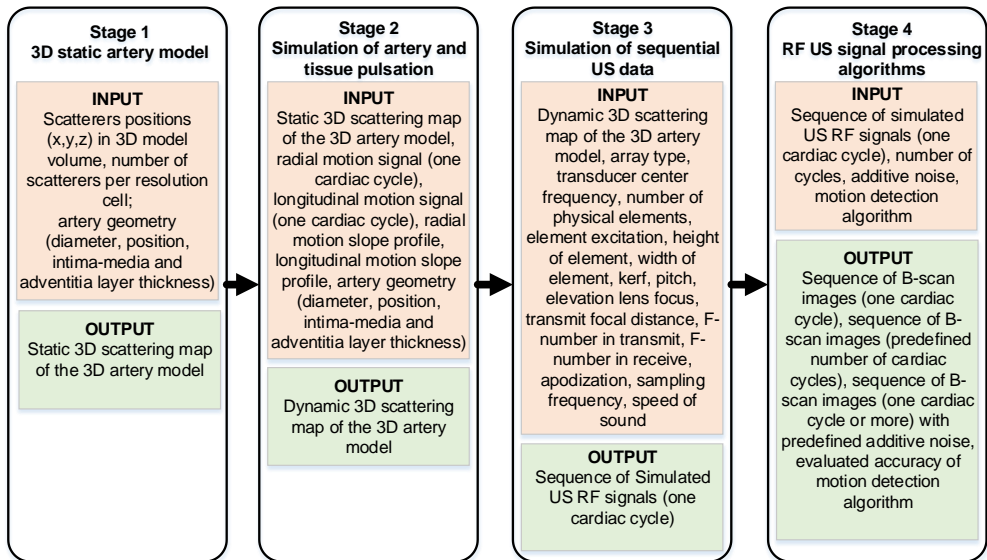 Stage 1
3D static artery model
INPUT
Scatterers positions
(x,y,z) in 3D model
volume, number of
scatterers per resolution
cell;
artery geometry
(diameter, position,
intima-media and
adventitia layer thickness)
OUTPUT
Static 3D scattering map
of the 3D artery model
Stage 2
Simulation of artery and
tissue pulsation
INPUT
Static 3D scattering map
of the 3D artery model,
radial motion signal (one
cardiac cycle),
longitudinal motion signal
(one cardiac cycle), radial
motion slope profile,
longitudinal motion slope
profile, artery geometry
(diameter, position,
intima-media and
adventitia layer thickness)
OUTPUT
Dynamic 3D scattering
map of the 3D artery
model
Stage 3
Simulation of sequential
US data
INPUT
Dynamic 3D scattering
map of the 3D artery
model, array type,
transducer center
frequency, number of
physical elements,
element excitation, height
of element, width of
element, kerf, pitch,
elevation lens focus,
transmit focal distance, F-
number in transmit, F-
number in receive,
apodization, sampling
frequency, speed of
sound
OUTPUT
Sequence of Simulated
US RF signals (one
cardiac cycle)
Stage 4
RF US signal processing
algorithms
INPUT
Sequence of simulated
US RF signals (one
cardiac cycle), number of
cycles, additive noise,
motion detection
algorithm
OUTPUT
Sequence of B-scan
images (one cardiac
cycle), sequence of B-
scan images (predefined
number of cardiac
cycles), sequence of B-
scan images (one cardiac
cycle or more) with
predefined additive noise,
evaluated accuracy of
motion detection
algorithm